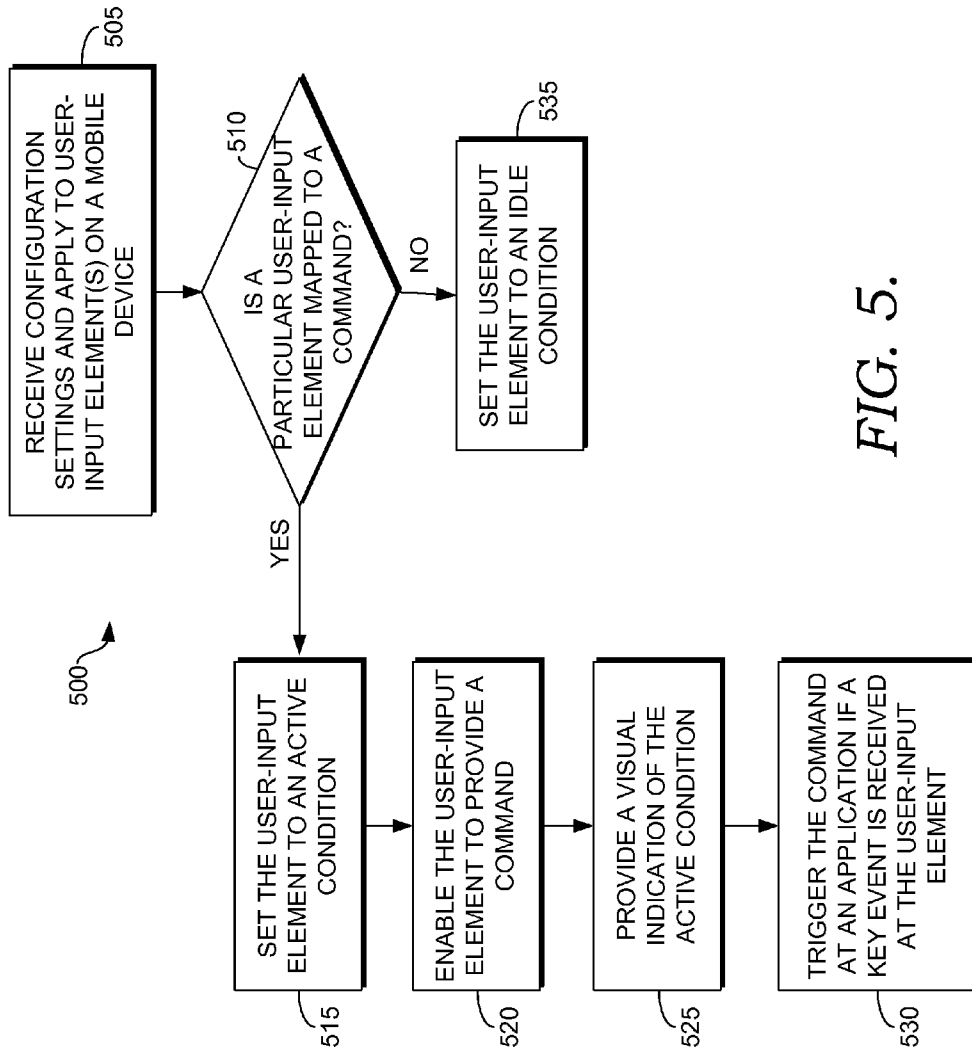 500
505
RECEIVE CONFIGURATION
SETTINGS AND APPLY TO USER-
INPUT ELEMENT(S) ON A MOBILE
DEVICE
510
IS A
PARTICULAR USER-INPUT
ELEMENT MAPPED TO A
COMMAND?
YES
NO
515
SET THE USER-INPUT
ELEMENT TO AN ACTIVE
CONDITION
520
ENABLE THE USER-INPUT
ELEMENT TO PROVIDE A
COMMAND
525
PROVIDE A VISUAL
INDICATION OF THE
ACTIVE CONDITION
530
TRIGGER THE COMMAND
AT AN APPLICATION IF A
KEY EVENT IS RECEIVED
AT THE USER-INPUT
ELEMENT
535
SET THE USER-INPUT
ELEMENT TO AN IDLE
CONDITION
FIG. 5.